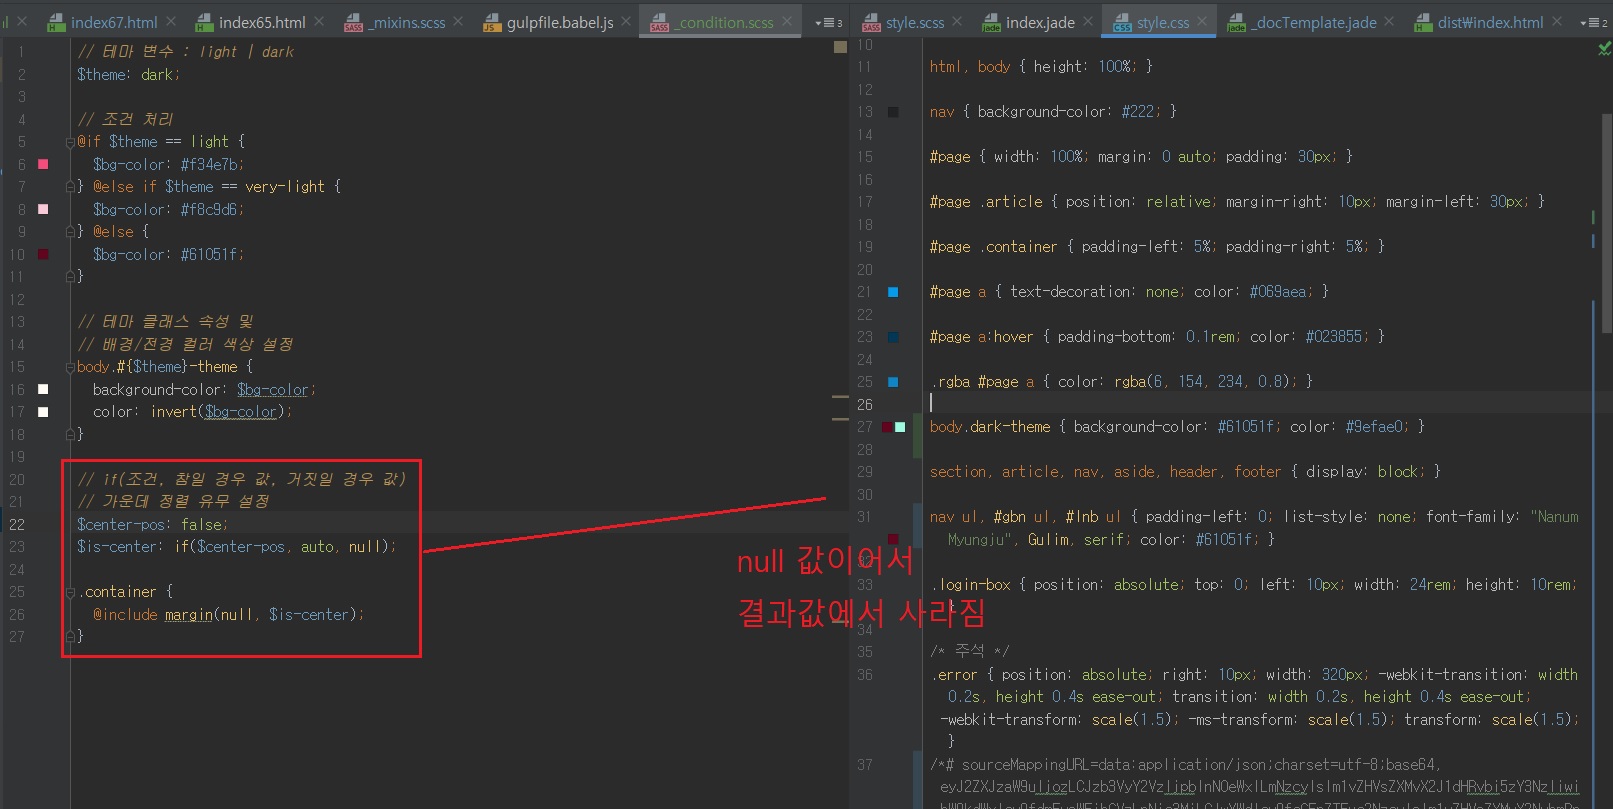 index67.html
index65.html
_mixins.scss
gulpfile.babel.js
_condition.scss
3
style.scss
index.jade
style.css
_docTemplate.jade
dist₩index.html
2
1 // 테마 변수 : light | dark
2 $theme: dark;
3
4 // 조건 처리
5 @if $theme == light {
6 $bg-color: #f34e7b;
7 } @else if $theme == very-light {
8 $bg-color: #f8c9d6;
9 } @else {
10 $bg-color: #61051f;
11 }
12
13 // 테마 클래스 속성 및
14 // 배경/전경 컬러 색상 설정
15 body.#{$theme}-theme {
16 background-color: $bg-color;
17 color: invert($bg-color);
18 }
19
20 // if(조건, 참일 경우 값, 거짓일 경우 값)
21 // 가운데 정렬 유무 설정
22 $center-pos: false;
23 $is-center: if($center-pos, auto, null);
24
25 .container {
26 @include margin(null, $is-center);
27 }
null 값이어서
결과값에서 사라짐
10
11 html, body { height: 100%; }
12
13 nav { background-color: #222; }
14
15 #page { width: 100%; margin: 0 auto; padding: 30px; }
16
17 #page .article { position: relative; margin-right: 10px; margin-left: 30px; }
18
19 #page .container { padding-left: 5%; padding-right: 5%; }
20
21 #page a { text-decoration: none; color: #069aea; }
22
23 #page a:hover { padding-bottom: 0.1rem; color: #023855; }
24
25 .rgba #page a { color: rgba(6, 154, 234, 0.8); }
26
27 body.dark-theme { background-color: #61051f; color: #9efae0; }
28
29 section, article, nav, aside, header, footer { display: block; }
30
31 nav ul, #gbn ul, #lnb ul { padding-left: 0; list-style: none; font-family: "Nanum
Myungju", Gulim, serif; color: #61051f; }
33 .login-box { position: absolute; top: 0; left: 10px; width: 24rem; height: 10rem;
}
34
35 /* 주석 */
36 .error { position: absolute; right: 10px; width: 320px; -webkit-transition: width
0.2s, height 0.4s ease-out; transition: width 0.2s, height 0.4s ease-out;
-webkit-transform: scale(1.5); -ms-transform: scale(1.5); transform: scale(1.5);
}
37 /*# sourceMappingURL=data:application/json;charset=utf-8;base64,